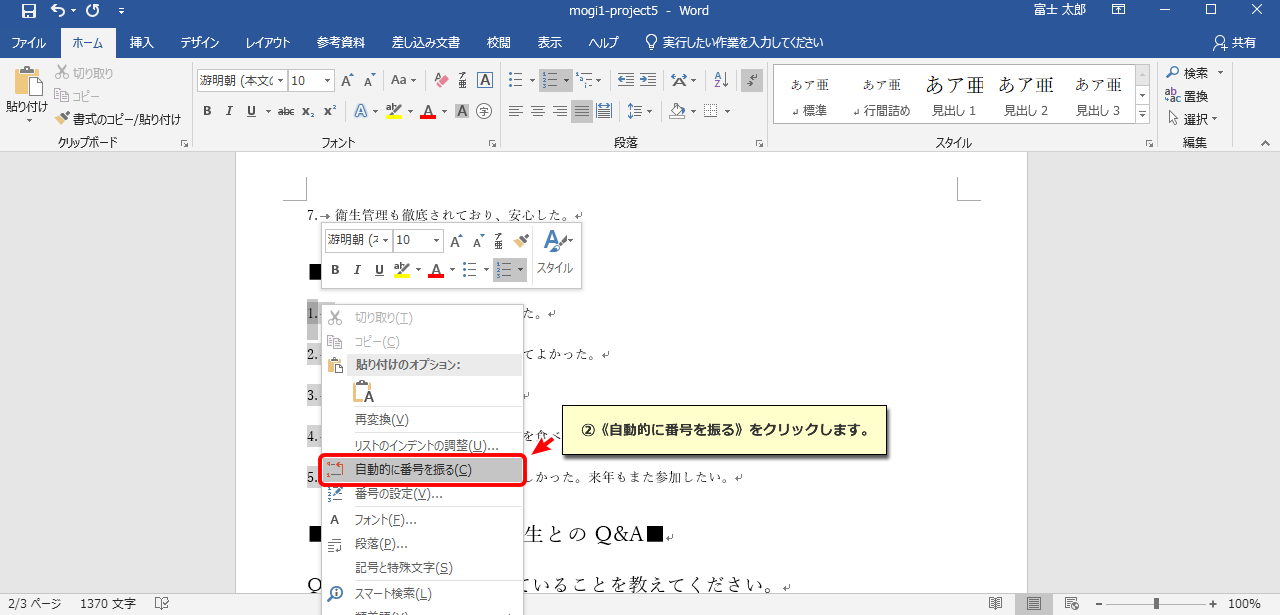 mogi1-project5 - Word
富士 太郎
ファイル ホーム 挿入 デザイン レイアウト 参考資料 差し込み文書 校閲 表示 ヘルプ 実行したい作業を入力してください 共有
貼り付け
切り取り
コピー
書式のコピー/貼り付け
クリップボード
游明朝 (本文の 10 A A Aa
B I U abc x₂ x² A aby A A 字
フォント
段落
あア亜 あア亜 あア亜 あア亜 あア亜
標準 行間詰め 見出し 1 見出し 2 見出し 3
スタイル
検索
置換
選択
編集
7. 衛生管理も徹底されており、安心した。
游明朝 (ネ 10 A A
B I U aby A
スタイル
1. た。
2. てよかった。
3.
4. を食べ
5. しかった。来年もまた参加したい。
切り取り(T)
コピー(C)
貼り付けのオプション:
A
再変換(V)
リストのインデントの調整(U)...
自動的に番号を振る(C)
番号の設定(V)...
フォント(F)...
段落(P)...
記号と特殊文字(S)
スマート検索(L)
②《自動的に番号を振る》をクリックします。
■ 生との Q&A■
Q ていることを教えてください。
2/3 ページ 1370 文字
100%